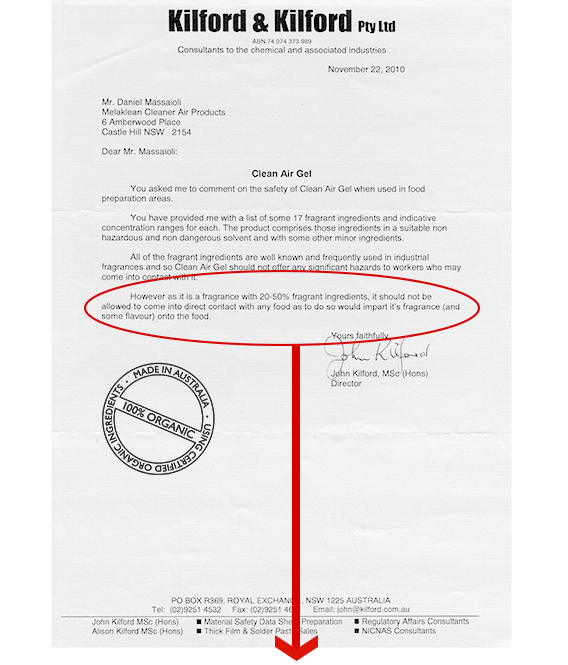 Kilford & Kilford Pty Ltd
ABN 74 074 373 989
Consultants to the chemical and associated industries
November 22, 2010
Mr. Daniel Massaioli
Melaklean Cleaner Air Products
6 Amberwood Place
Castle Hill NSW 2154
Dear Mr. Massaioli:
Clean Air Gel
You asked me to comment on the safety of Clean Air Gel when used in food
preparation areas.
You have provided me with a list of some 17 fragrant ingredients and indicative
concentration ranges for each. The product comprises those ingredients in a suitable non
hazardous and non dangerous solvent and with some other minor ingredients.
All of the fragrant ingredients are well known and frequently used in industrial
fragrances and so Clean Air Gel should not offer any significant hazards to workers who may
come into contact with it.
However as it is a fragrance with 20-50% fragrant ingredients, it should not be
allowed to come into direct contact with any food as to do so would impart it's fragrance (and
some flavour) onto the food.
Yours faithfully,
John Kilford
John Kilford, MSc (Hons)
Director
MADE IN AUSTRALIA
100% ORGANIC
USING CERTIFIED ORGANIC INGREDIENTS
PO BOX R369, ROYAL EXCHANGE, NSW 1225 AUSTRALIA
Tel: (02)9251 4532 Fax: (02)9251 Email: john@kilford.com.au
John Kilford MSc (Hons) ■ Material Safety Data Sheet Preparation ■ Regulatory Affairs Consultants
Alison Kilford MSc (Hons) ■ Thick Film & Solder Paste Sales ■ NICNAS Consultants